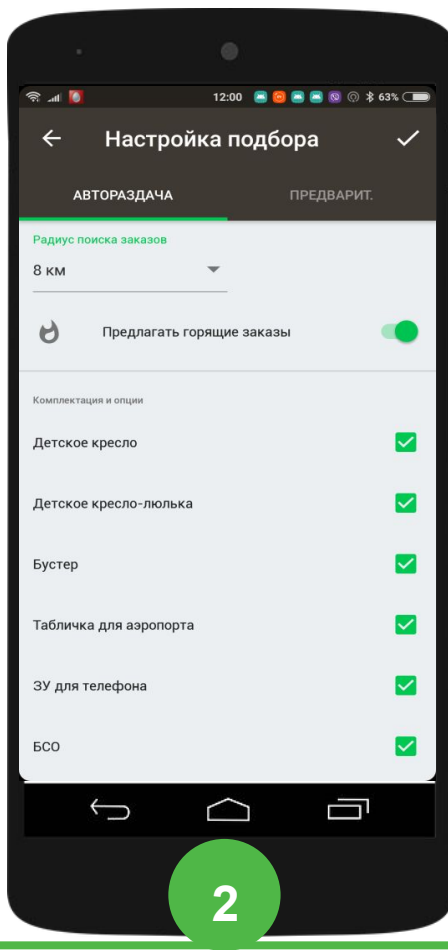 12:00 63%
Настройка подбора
АВТОРАЗДАЧА ПРЕДВАРИТ.
Радиус поиска заказов
8 км
Предлагать горящие заказы
Комплектация и опции
Детское кресло
Детское кресло-люлька
Бустер
Табличка для аэропорта
ЗУ для телефона
БСО
2